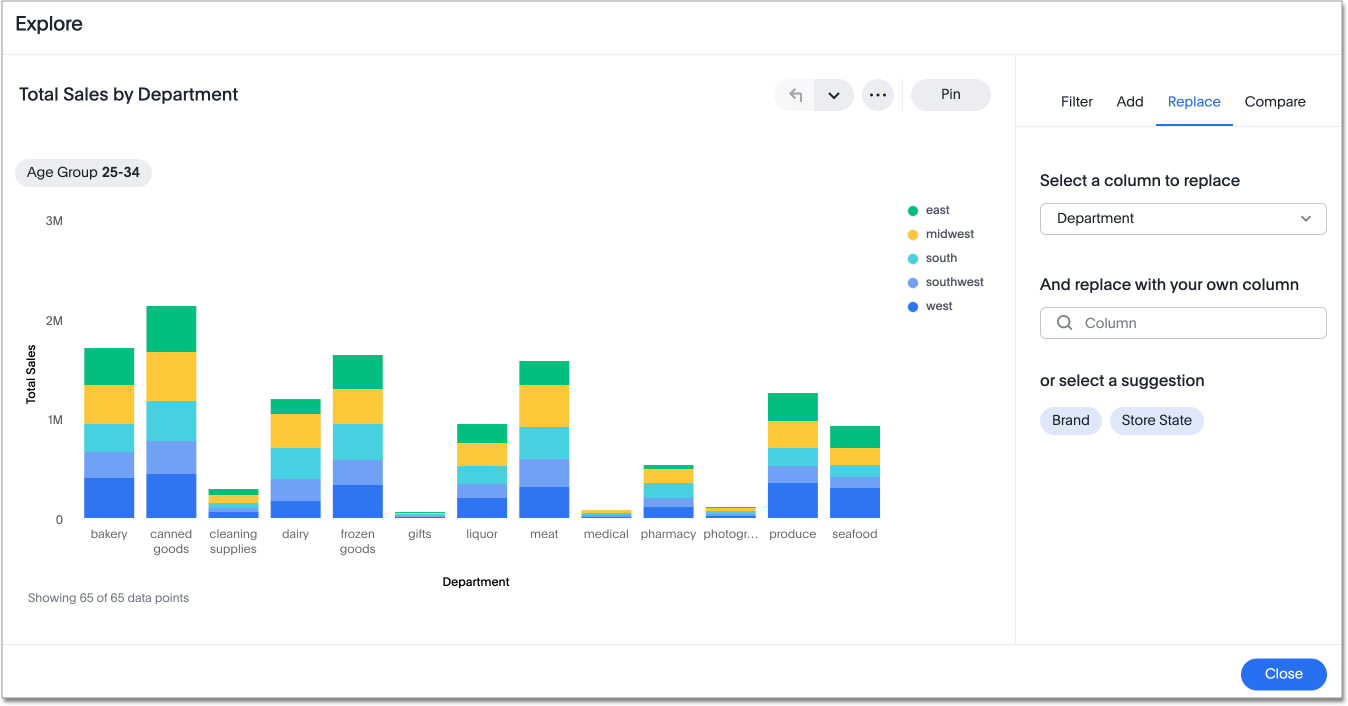 Explore
Total Sales by Department
Pin
Filter Add Replace Compare
Age Group 25-34
Select a column to replace
Department
And replace with your own column
Column
or select a suggestion
Brand Store State
east
midwest
south
southwest
west
3M
2M
1M
0
Total Sales
bakery canned goods cleaning supplies dairy frozen goods gifts liquor meat medical pharmacy photogr... produce seafood
Department
Showing 65 of 65 data points
Close